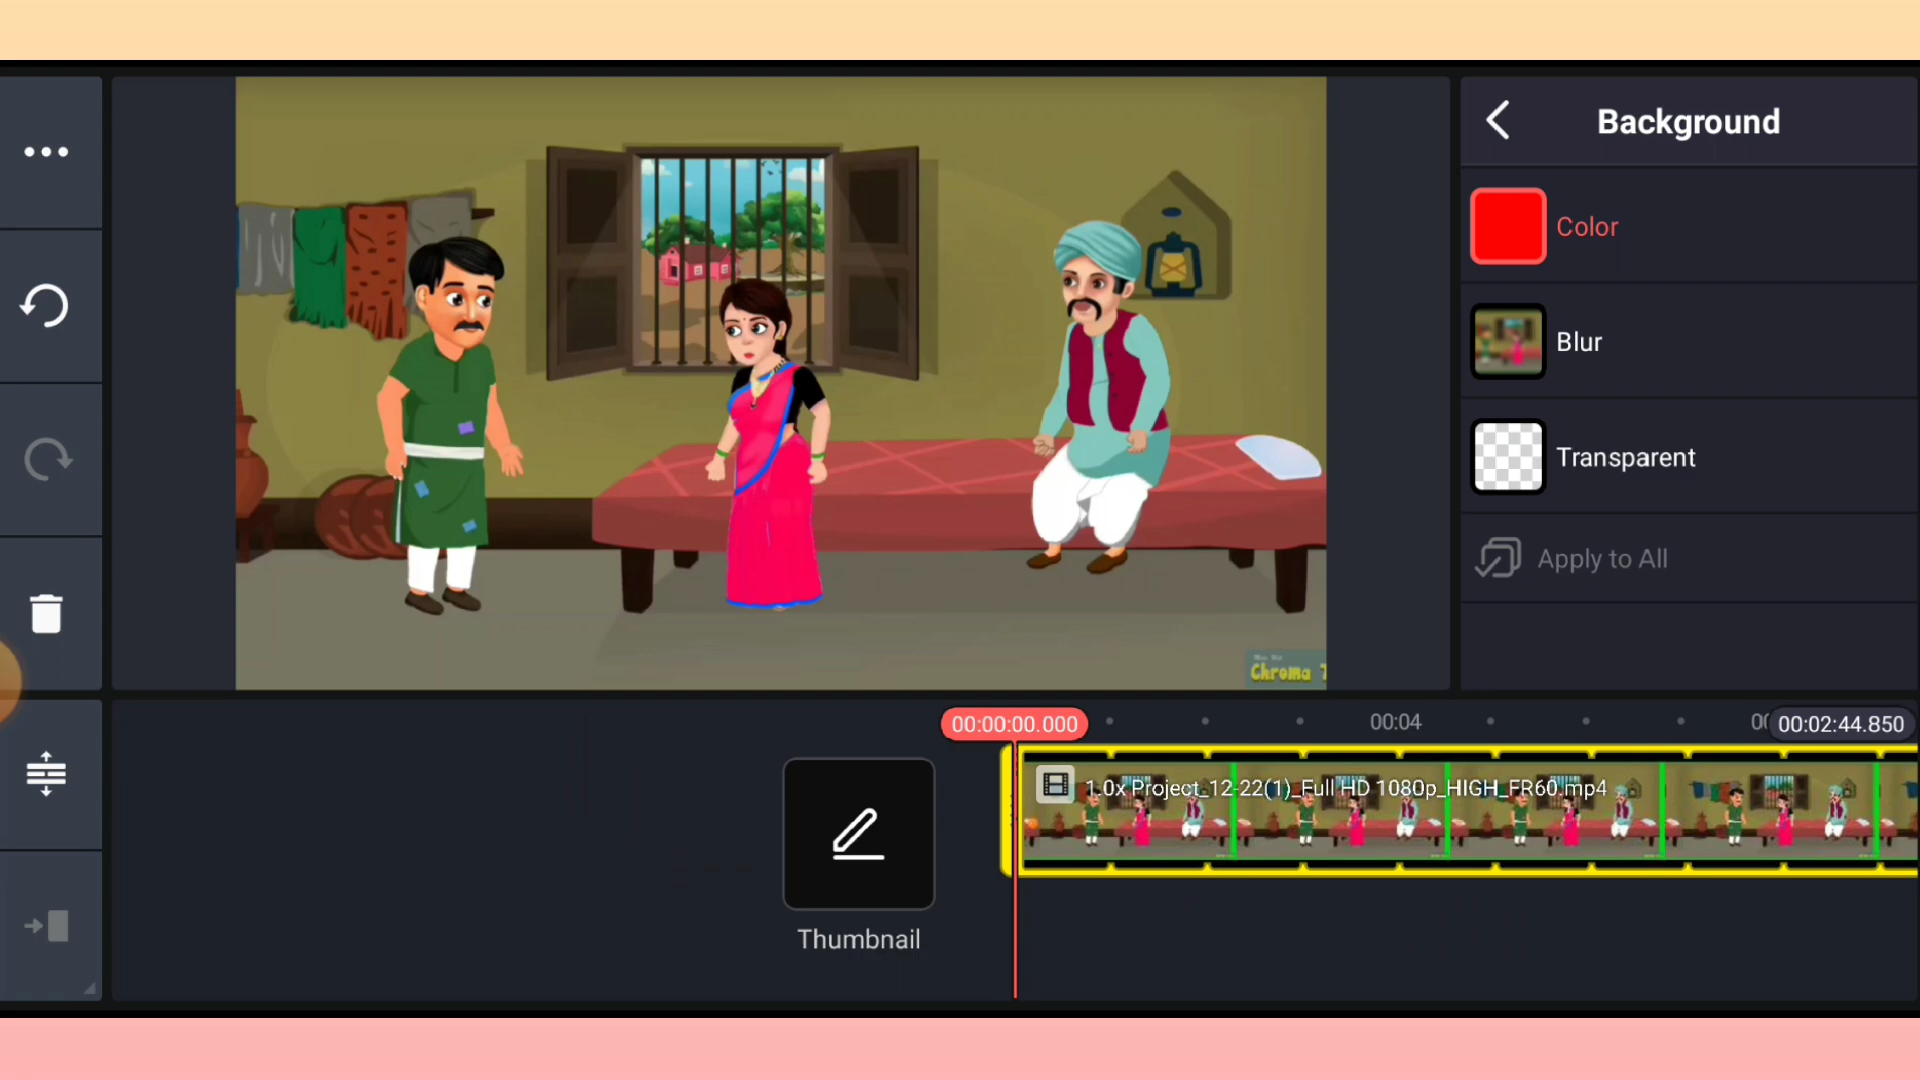 Background
Color
Blur
Transparent
Apply to All
Chroma T
00:00:00.000
00:04
00:02:44.850
1.0x Project_12-22(1)_Full HD 1080p_HIGH_FR60.mp4
Thumbnail